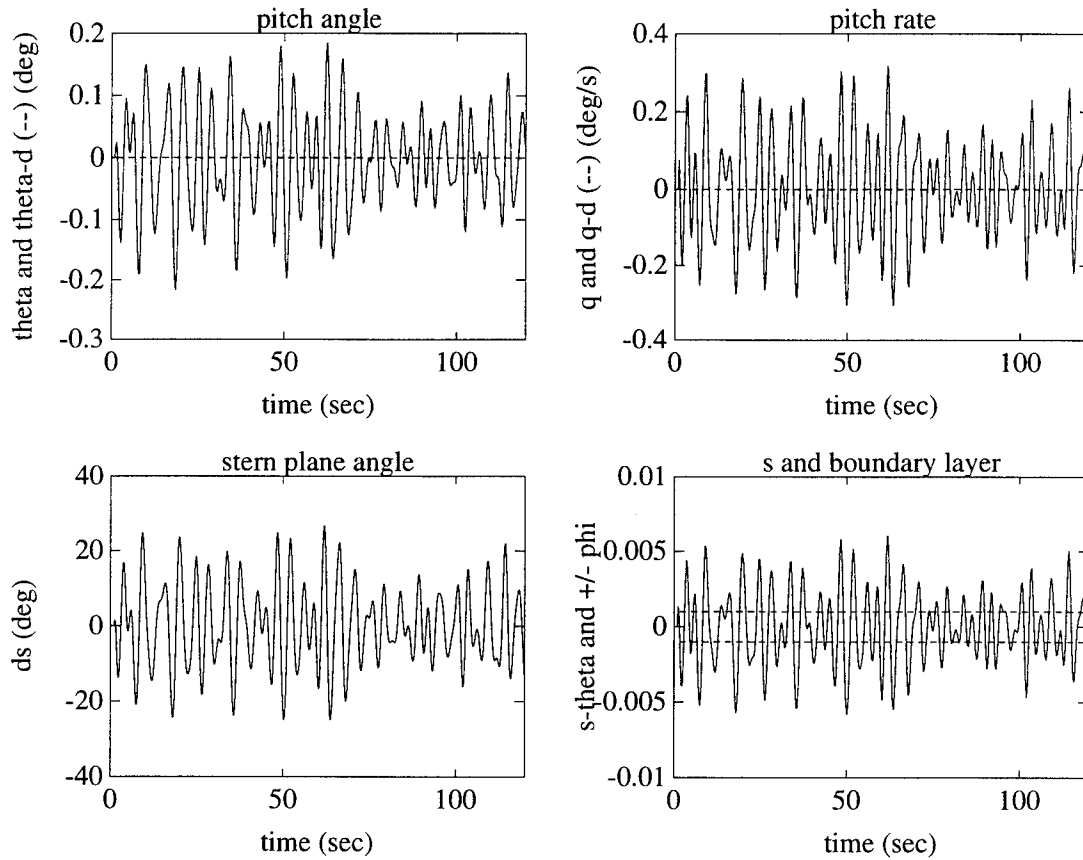 pitch angle
0.2
0.1
0
-0.1
-0.2
-0.3
theta and theta-d (--) (deg)
0
50
100
time (sec)
pitch rate
0.4
0.2
0
-0.2
-0.4
q and q-d (--) (deg/s)
0
50
100
time (sec)
stern plane angle
40
20
0
-20
-40
ds (deg)
0
50
100
time (sec)
s and boundary layer
0.01
0.005
0
-0.005
-0.01
s-theta and +/- phi
0
50
100
time (sec)